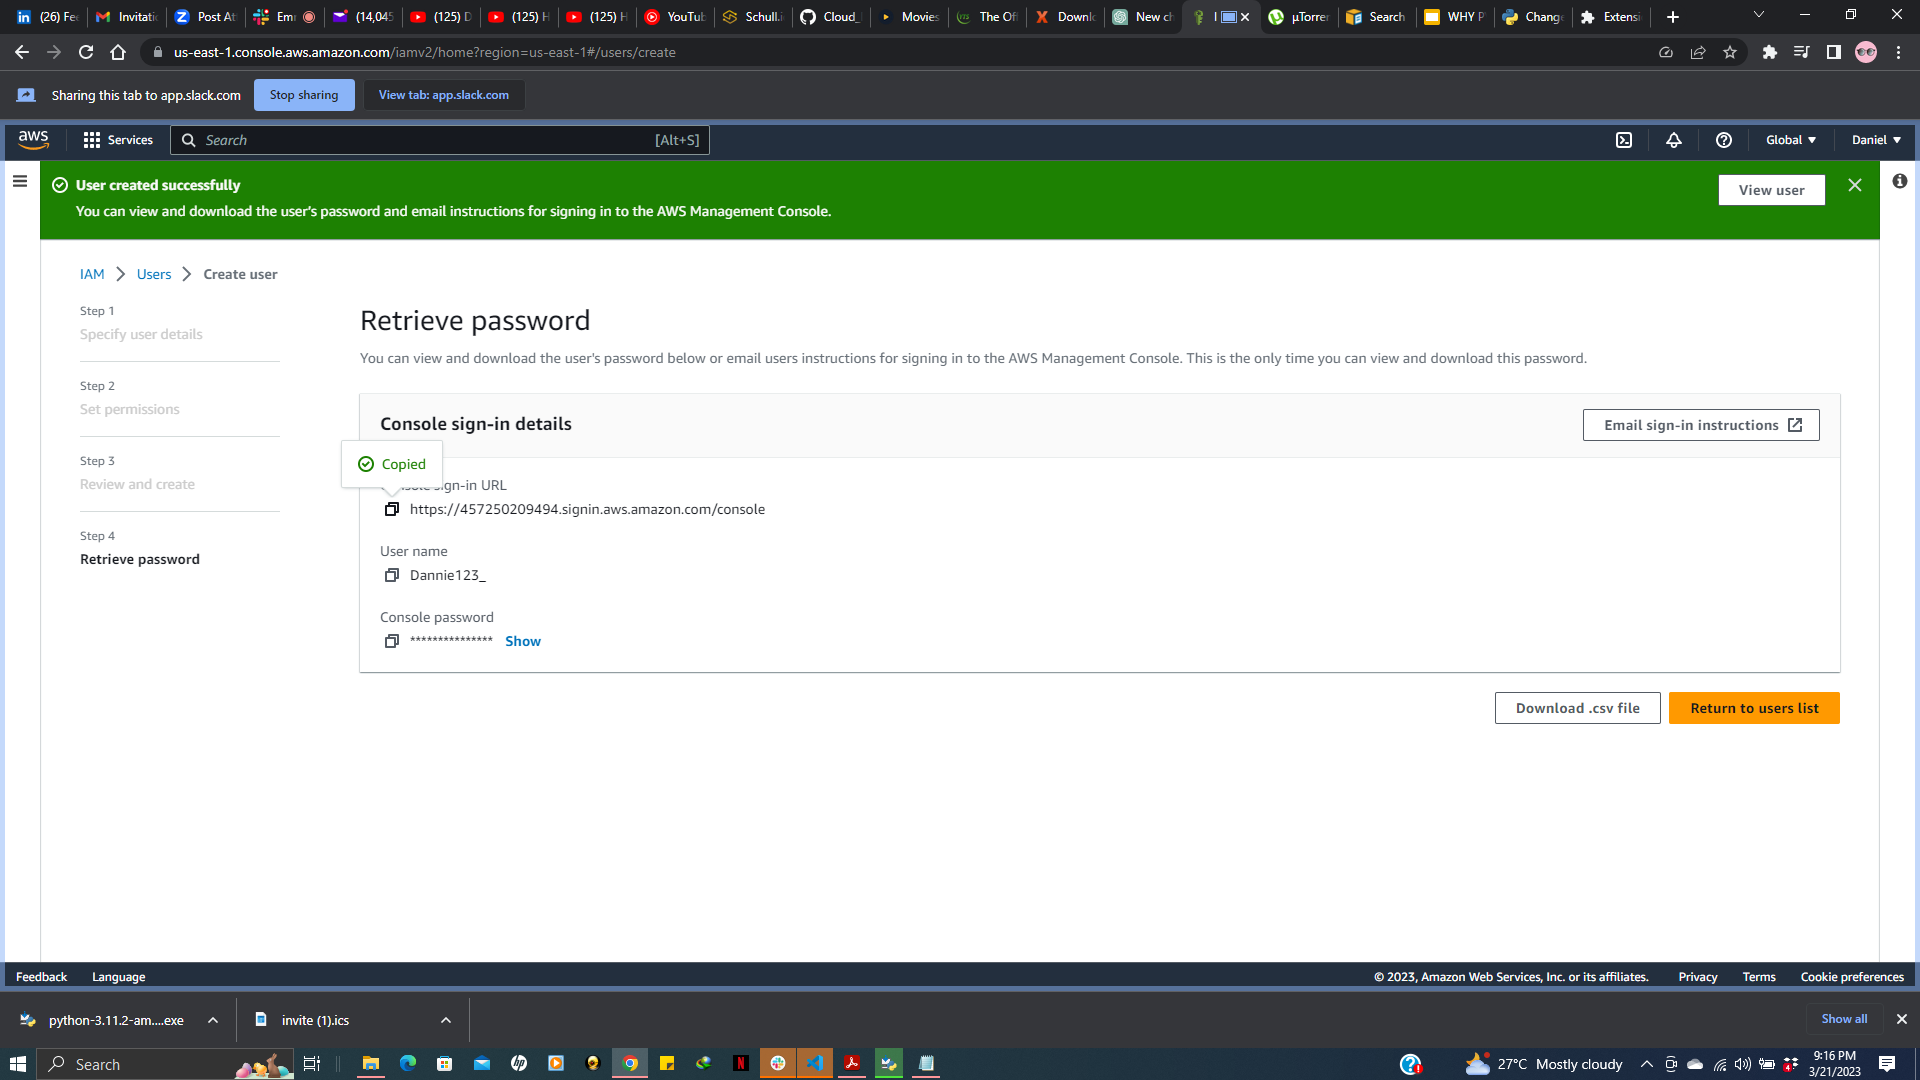 (26) Fee
Invitatio
Post At
Em
(14,045
(125) D
(125) H
(125) H
YouTub
Schull.i
Cloud_
Movies
The Off
Downlo
New ch
I
µTorren
Search
WHY P
Change
Extensi
us-east-1.console.aws.amazon.com/iamv2/home?region=us-east-1#/users/create
Sharing this tab to app.slack.com
Stop sharing
View tab: app.slack.com
aws
Services
Search
[Alt+S]
Global
Daniel
User created successfully
You can view and download the user's password and email instructions for signing in to the AWS Management Console.
View user
IAM > Users > Create user
Step 1
Specify user details
Step 2
Set permissions
Step 3
Review and create
Step 4
Retrieve password
Retrieve password
You can view and download the user's password below or email users instructions for signing in to the AWS Management Console. This is the only time you can view and download this password.
Console sign-in details
Email sign-in instructions
Copied
sign-in URL
https://457250209494.signin.aws.amazon.com/console
User name
Dannie123_
Console password
*************** Show
Download .csv file
Return to users list
Feedback
Language
© 2023, Amazon Web Services, Inc. or its affiliates.
Privacy
Terms
Cookie preferences
python-3.11.2-am....exe
invite (1).ics
Show all
Search
27°C Mostly cloudy
9:16 PM
3/21/2023